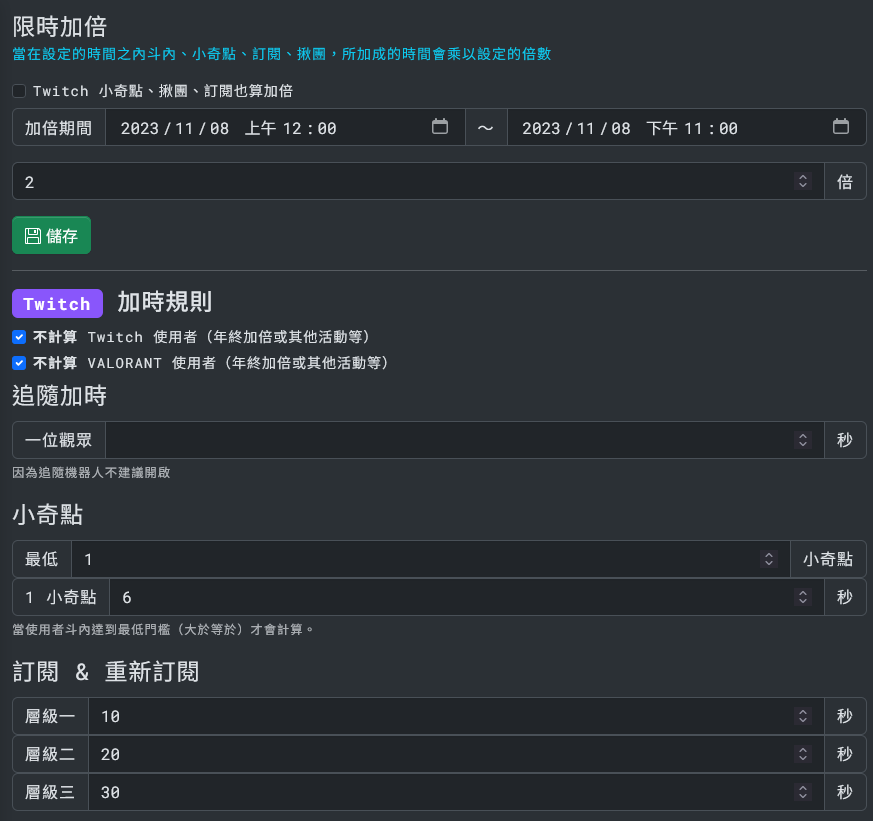 限時加倍
當在設定的時間之內斗內、小奇點、訂閱、揪團，所加成的時間會乘以設定的倍數
Twitch 小奇點、揪團、訂閱也算加倍
加倍期間 2023/11/08 上午 12:00 ～ 2023/11/08 下午 11:00
2 倍
儲存
Twitch 加時規則
不計算 Twitch 使用者（年終加倍或其他活動等）
不計算 VALORANT 使用者（年終加倍或其他活動等）
追隨加時
一位觀眾 秒
因為追隨機器人不建議開啟
小奇點
最低 1 小奇點
1 小奇點 6 秒
當使用者斗內達到最低門檻（大於等於）才會計算。
訂閱 & 重新訂閱
層級一 10 秒
層級二 20 秒
層級三 30 秒